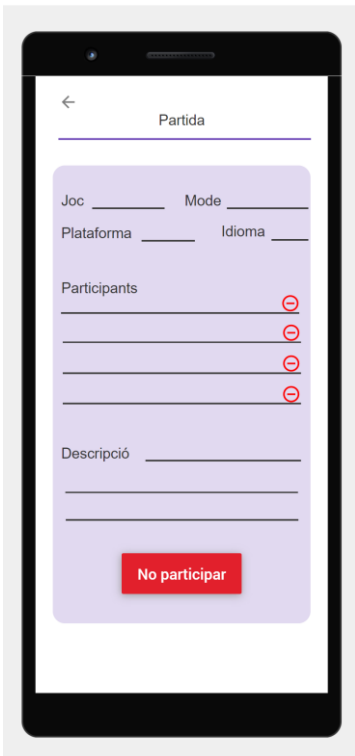 Partida
Joc Mode
Plataforma Idioma
Participants
Descripció
No participar